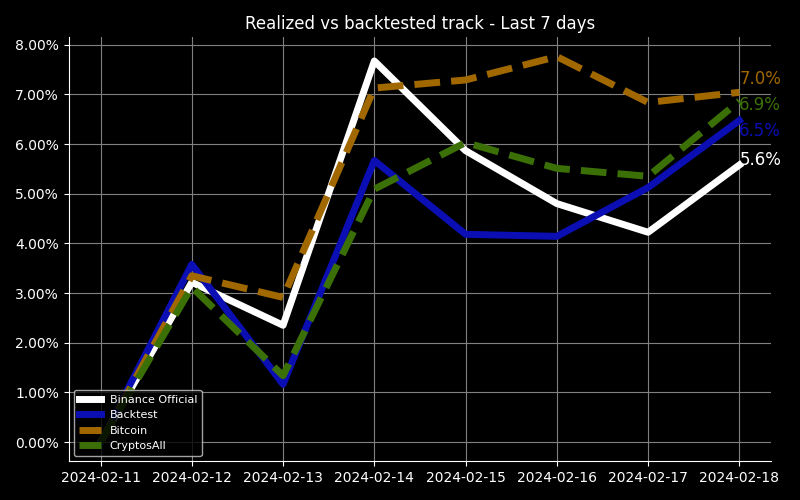 Realized vs backtested track - Last 7 days
8.00%
7.00%
6.00%
5.00%
4.00%
3.00%
2.00%
1.00%
0.00%
7.0%
6.9%
6.5%
5.6%
Binance Official
Backtest
Bitcoin
CryptosAll
2024-02-11 2024-02-12 2024-02-13 2024-02-14 2024-02-15 2024-02-16 2024-02-17 2024-02-18